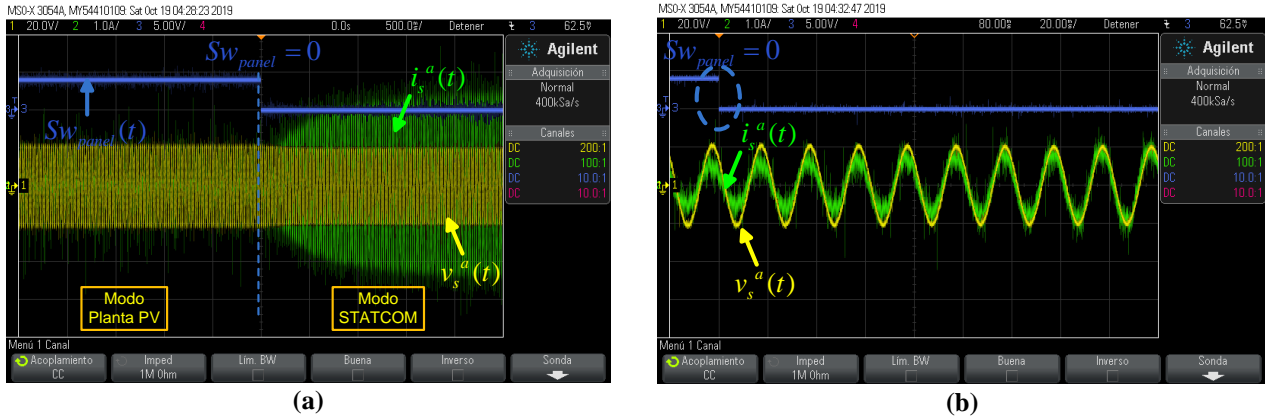 MSO-X 3054A, MY54410109: Sat Oct 19 04:28:23 2019
1 20.0V/ 2 1.0A/ 3 5.00V/ 4 0.0s 500.0ms/ Detener 3 62.5V
Sw_panel = 0
i_s^a(t)
Sw_panel(t)
v_s^a(t)
Modo
Planta PV
Modo
STATCOM
Agilent
Adquisición
Normal
400kSa/s
Canales
DC 200:1
DC 100:1
DC 10.0:1
DC 10.0:1
Menú 1 Canal
Acoplamiento
CC
Imped
1M Ohm
Lím. BW
Buena
Inverso
Sonda
(a)
MSO-X 3054A, MY54410109: Sat Oct 19 04:32:47 2019
1 20.0V/ 2 1.0A/ 3 5.00V/ 4 80.00ms 20.00ms/ Detener 3 62.5V
Sw_panel = 0
i_s^a(t)
v_s^a(t)
Agilent
Adquisición
Normal
400kSa/s
Canales
DC 200:1
DC 100:1
DC 10.0:1
DC 10.0:1
Menú 1 Canal
Acoplamiento
CC
Imped
1M Ohm
Lím. BW
Buena
Inverso
Sonda
(b)